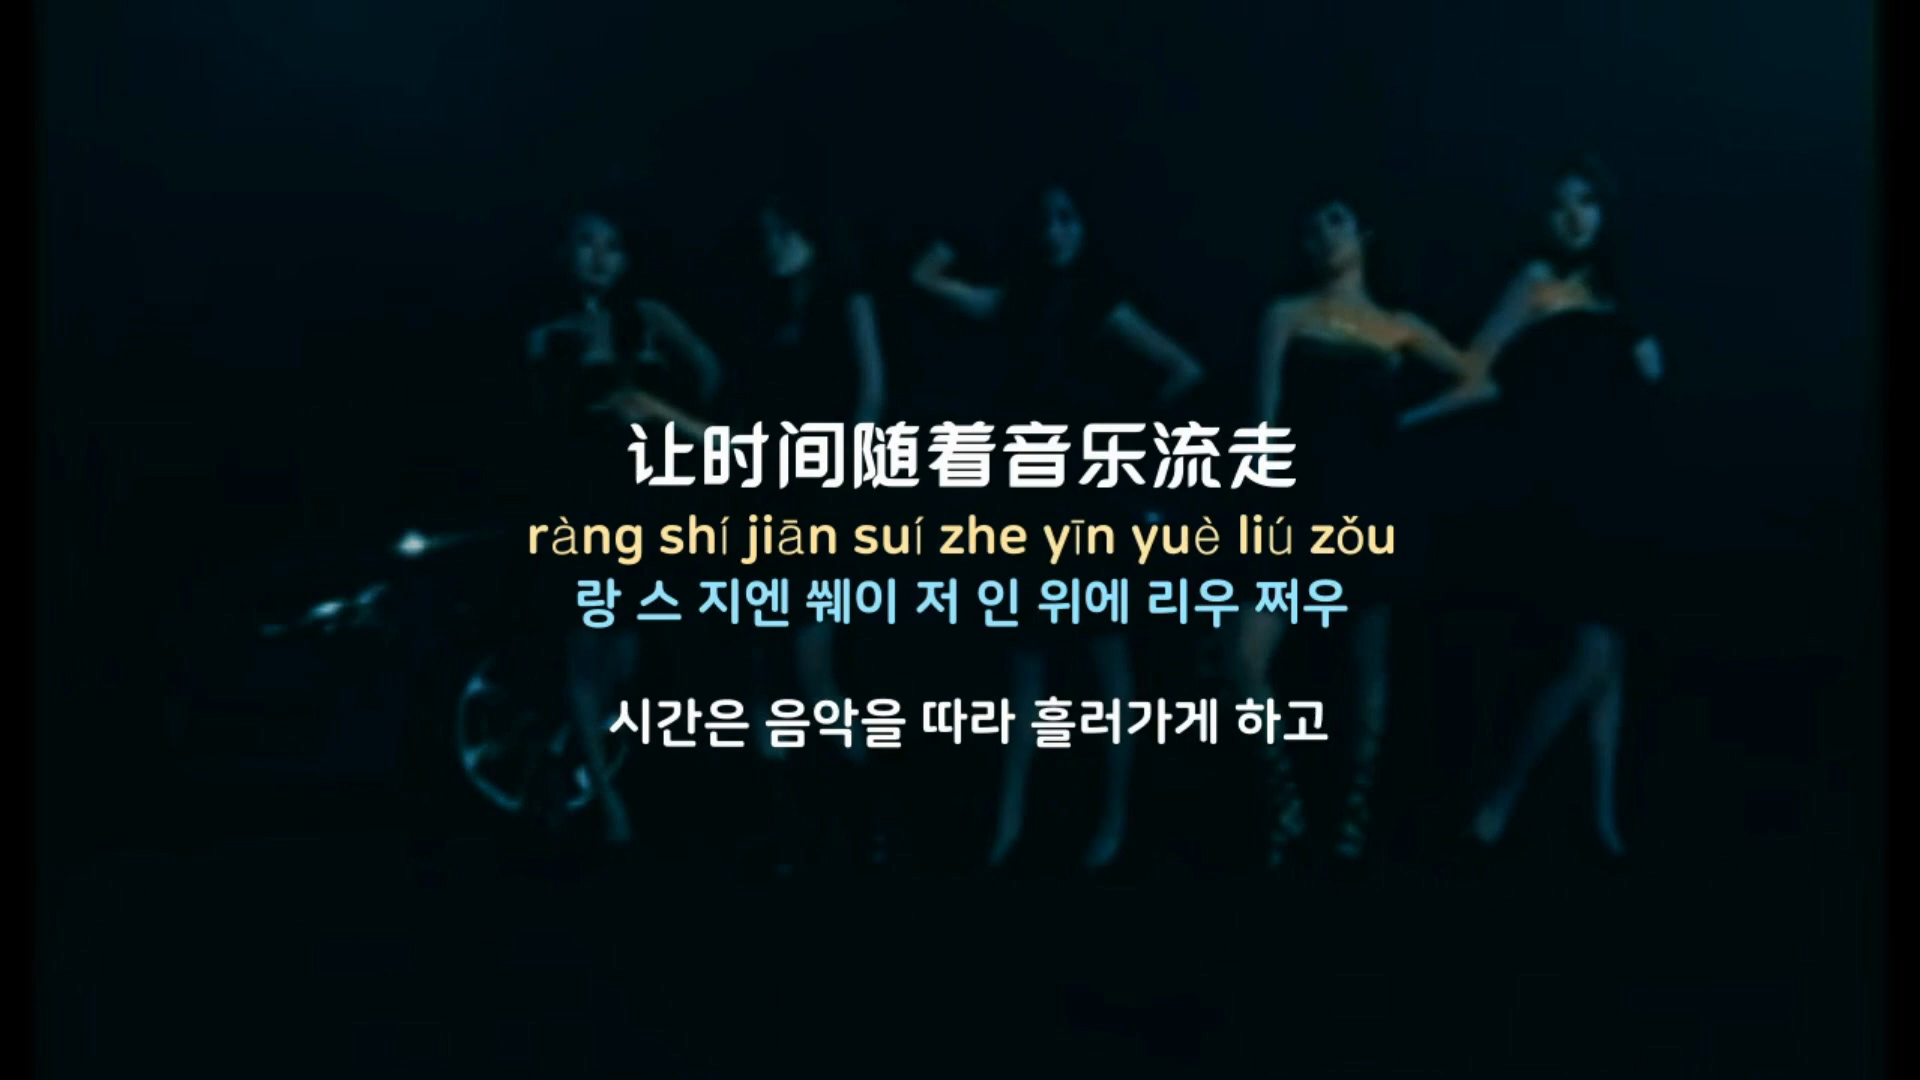 让时间随着音乐流走
ràng shí jiān suí zhe yīn yuè liú zǒu
랑 스 지엔 쒜이 저 인 위에 리우 쩌우
시간은 음악을 따라 흘러가게 하고